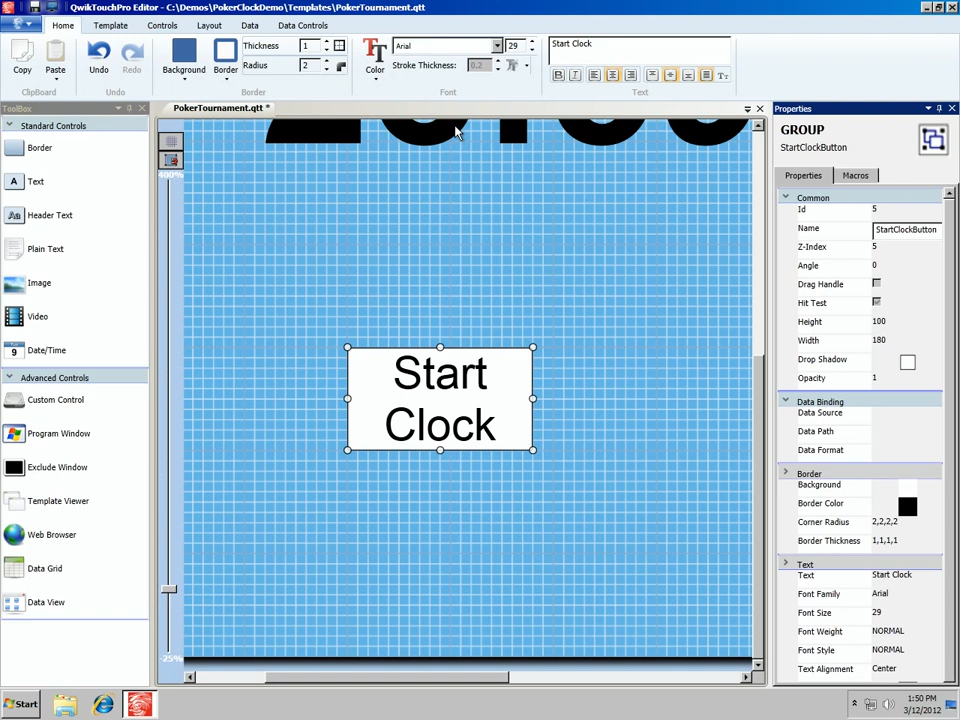 QwikTouchPro Editor - C:\Demos\PokerClockDemo\Templates\PokerTournament.qtt
Home Template Controls Layout Data Data Controls
Copy Paste Undo Redo Background Border Thickness 1 Radius 2 Color Arial 29 Stroke Thickness: 0.2 Start Clock
B I
ClipBoard Undo Border Font Text
ToolBox
Standard Controls
Border
A Text
Aa Header Text
Plain Text
Image
Video
9 Date/Time
Advanced Controls
Custom Control
Program Window
Exclude Window
Template Viewer
Web Browser
Data Grid
Data View
PokerTournament.qtt *
400%
Start
Clock
-25%
Properties
GROUP
StartClockButton
Properties Macros
Common
Id 5
Name StartClockButton
Z-Index 5
Angle 0
Drag Handle
Hit Test
Height 100
Width 180
Drop Shadow
Opacity 1
Data Binding
Data Source
Data Path
Data Format
Border
Background
Border Color
Corner Radius 2,2,2,2
Border Thickness 1,1,1,1
Text
Text Start Clock
Font Family Arial
Font Size 29
Font Weight NORMAL
Font Style NORMAL
Text Alignment Center
Start
1:50 PM
3/12/2012